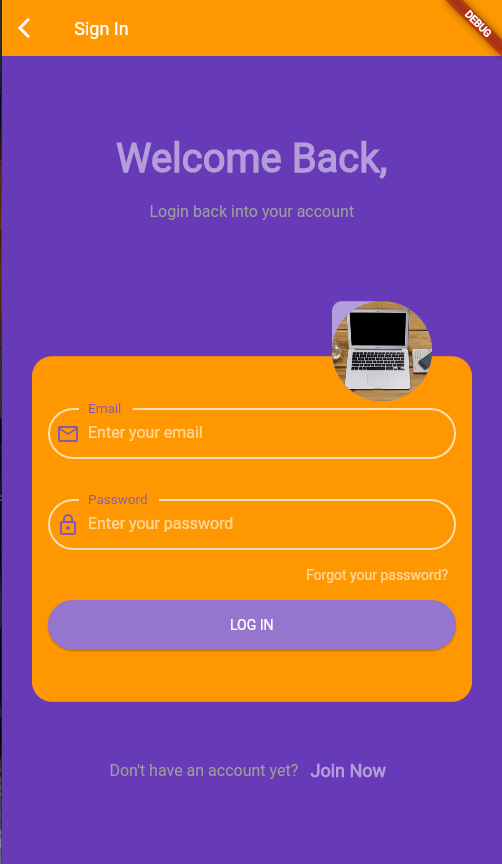 Sign In
DEBUG
Welcome Back,
Login back into your account
Email
Enter your email
Password
Enter your password
Forgot your password?
LOG IN
Don't have an account yet? Join Now